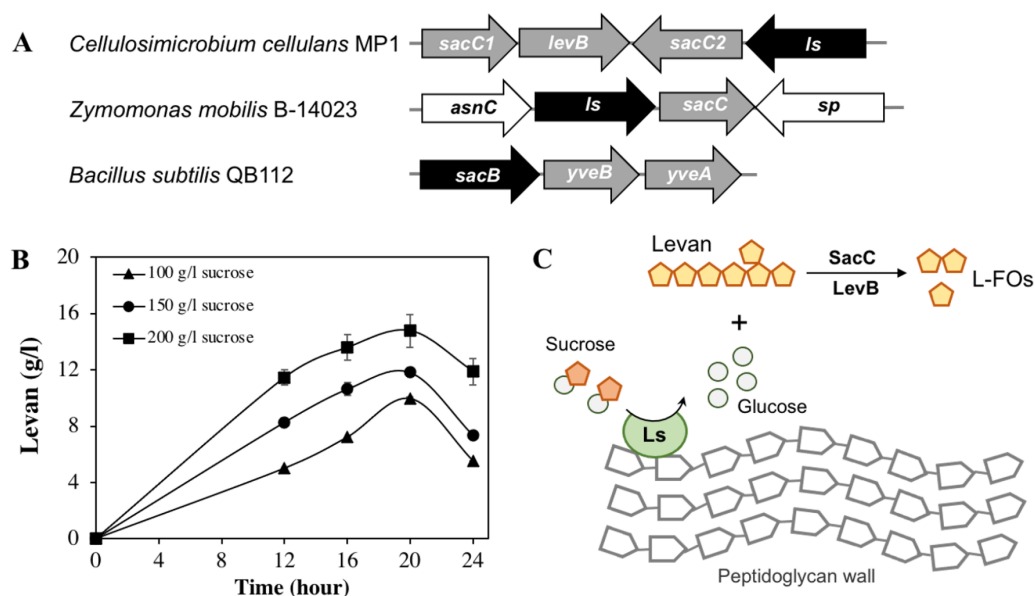 A
Cellulosimicrobium cellulans MP1
sacC1 levB sacC2 ls
Zymomonas mobilis B-14023
asnC ls sacC sp
Bacillus subtilis QB112
sacB yveB yveA
B
20
16
12
8
4
0
Levan (g/l)
100 g/l sucrose
150 g/l sucrose
200 g/l sucrose
0 4 8 12 16 20 24
Time (hour)
C
Levan
SacC
LevB
L-FOs
+
Sucrose
Glucose
Ls
Peptidoglycan wall